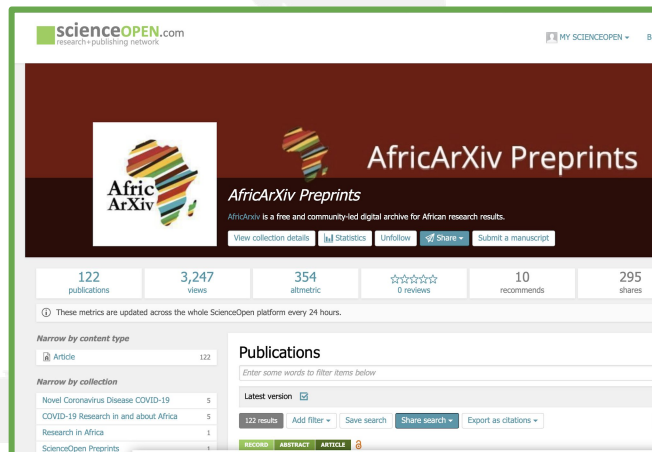 scienceOPEN.com
research+publishing network
MY SCIENCEOPEN
B
AfricArXiv Preprints
Afric
ArXiv
AfricArXiv Preprints
AfricArxiv is a free and community-led digital archive for African research results.
View collection details Statistics Unfollow Share Submit a manuscript
122 3,247 354 10 295
publications views altmetric 0 reviews recommends shares
These metrics are updated across the whole ScienceOpen platform every 24 hours.
Narrow by content type
Article 122
Narrow by collection
Novel Coronavirus Disease COVID-19 5
COVID-19 Research in and about Africa 5
Research in Africa 1
ScienceOpen Preprints 1
Publications
Enter some words to filter items below
Latest version
122 results Add filter Save search Share search Export as citations
RECORD ABSTRACT ARTICLE